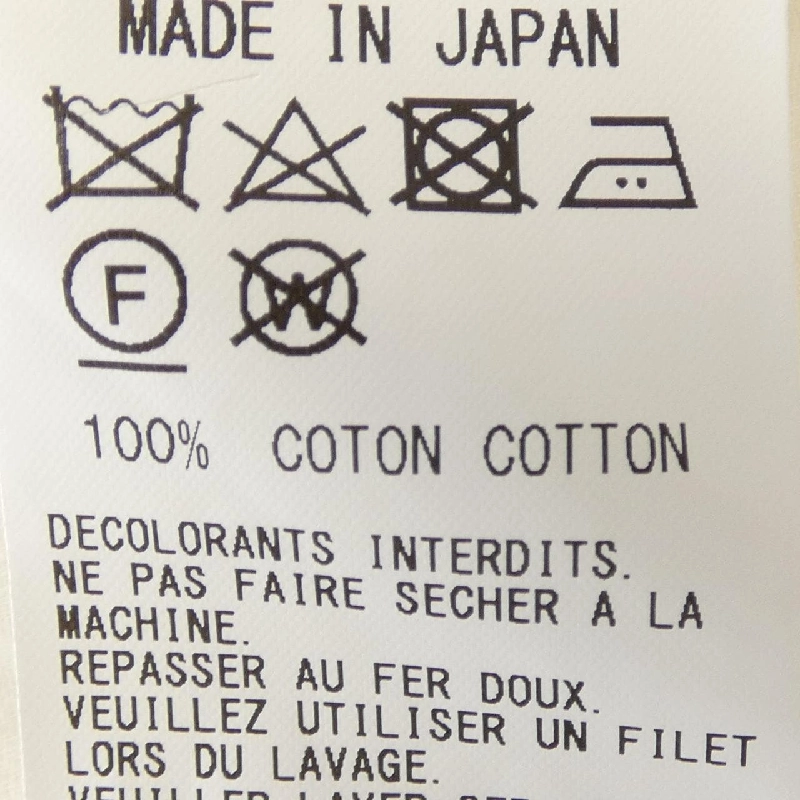 MADE IN JAPAN
F
W
100% COTON COTTON
DECOLORANTS INTERDITS.
NE PAS FAIRE SECHER A LA
MACHINE.
REPASSER AU FER DOUX.
VEUILLEZ UTILISER UN FILET
LORS DU LAVAGE.